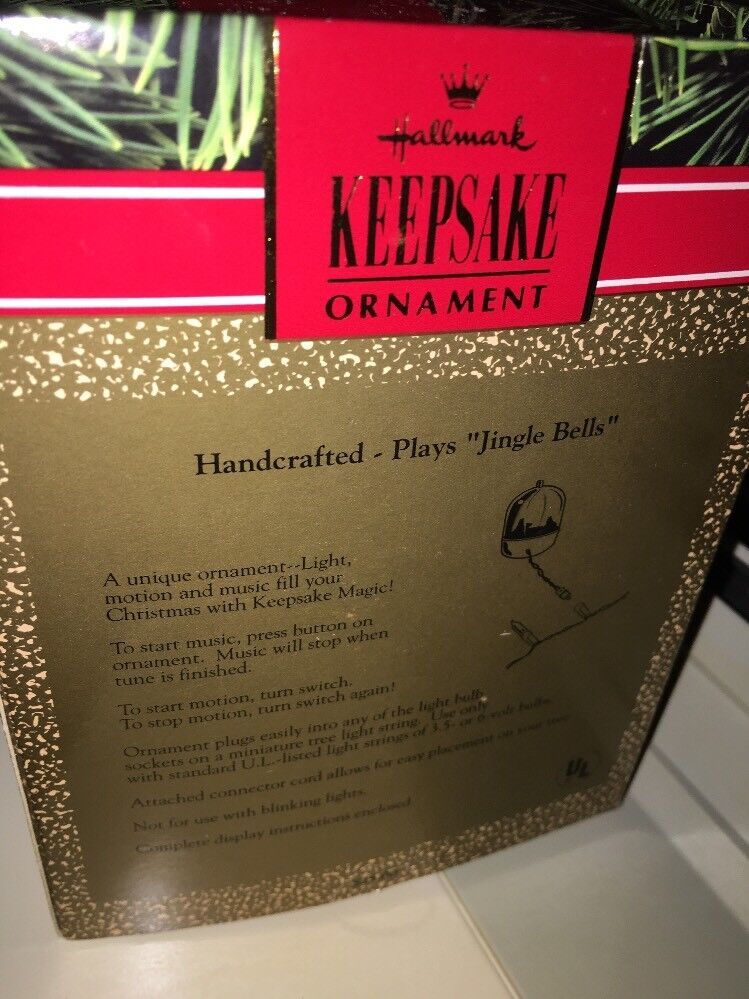 Hallmark
KEEPSAKE
ORNAMENT
Handcrafted - Plays "Jingle Bells"
A unique ornament--Light,
motion and music fill your
Christmas with Keepsake Magic!
To start music, press button on
ornament. Music will stop when
tune is finished.
To start motion, turn switch.
To stop motion, turn switch again!
Ornament plugs easily into any of the light bulb
sockets on a miniature tree light string. Use only
with standard U.L.-listed light strings of 3.5- or 6-volt bulbs.
Attached connector cord allows for easy placement on your tree.
Not for use with blinking lights.
Complete display instructions enclosed.
UL